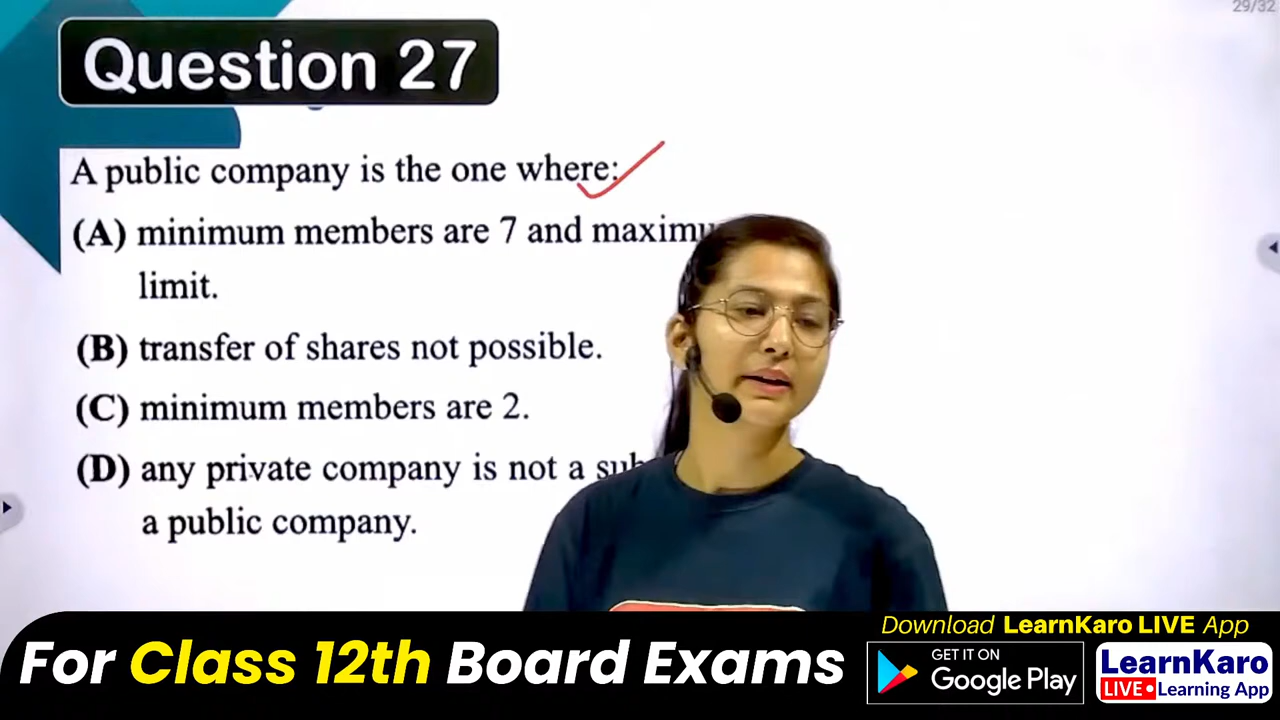 29/32
Question 27
A public company is the one where:
(A) minimum members are 7 and
limit.
(B) transfer of shares not possible.
(C) minimum members are 2.
(D) any private company is not a
a public company.
For Class 12th Board Exams
Download LearnKaro LIVE App
GET IT ON
Google Play
LearnKaro
LIVE Learning App